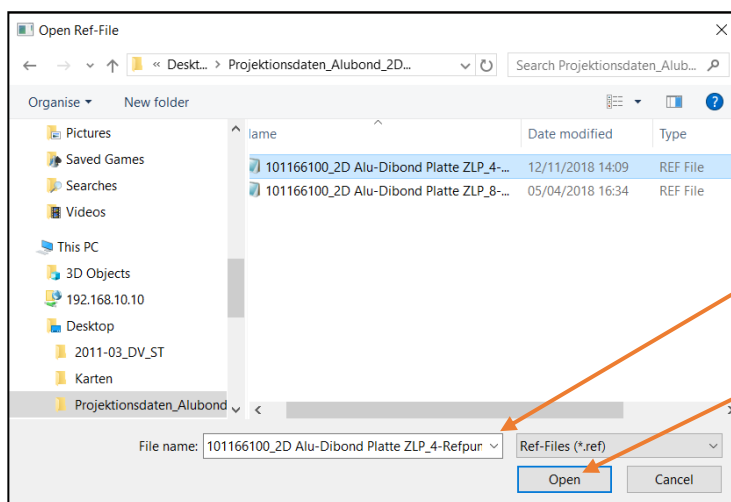 Open Ref-File
« Deskt... > Projektionsdaten_Alubond_2D...
Search Projektionsdaten_Alub...
Organise
New folder
?
Pictures
Saved Games
Searches
Videos
This PC
3D Objects
192.168.10.10
Desktop
2011-03_DV_ST
Karten
Projektionsdaten_Alubond
lame Date modified Type
101166100_2D Alu-Dibond Platte ZLP_4-... 12/11/2018 14:09 REF File
101166100_2D Alu-Dibond Platte ZLP_8-... 05/04/2018 16:34 REF File
File name: 101166100_2D Alu-Dibond Platte ZLP_4-Refpun Ref-Files (*.ref)
Open Cancel